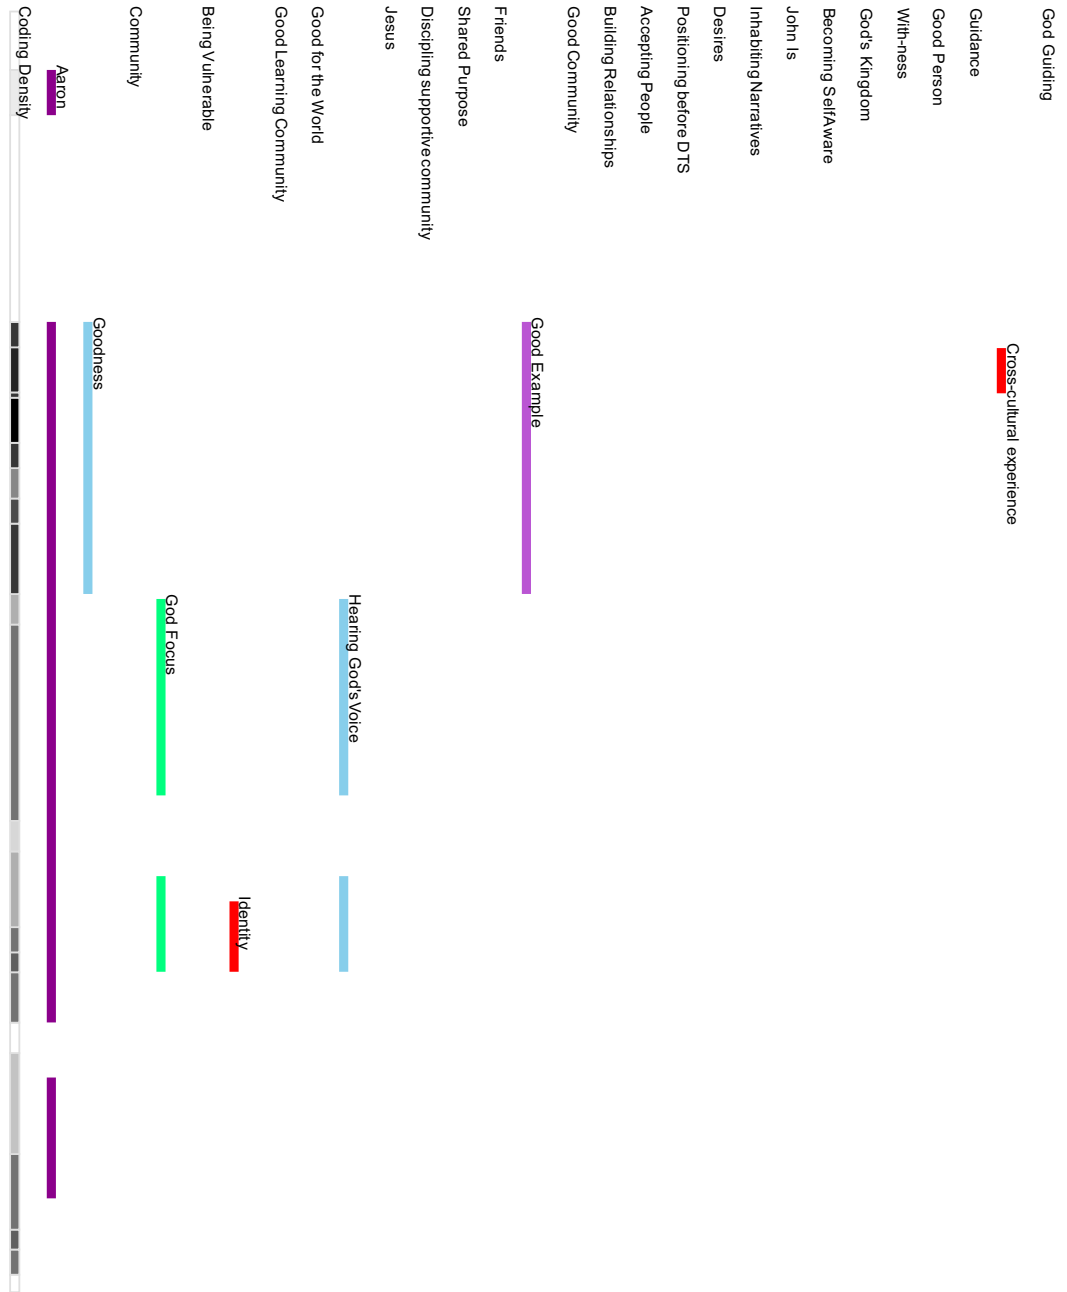 Coding Density
Aaron
Goodness
Community
God Focus
Being Vulnerable
Identity
Good Learning Community
Good for the World
Hearing God's Voice
Jesus
Discipling supportive community
Shared Purpose
Friends
Good Example
Good Community
Building Relationships
Accepting People
Positioning before DTS
Desires
Inhabiting Narratives
John Is
Becoming Self Aware
God's Kingdom
With-ness
Good Person
Guidance
Cross-cultural experience
God Guiding